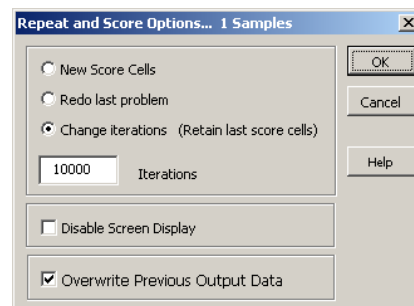 Repeat and Score Options... 1 Samples
New Score Cells
Redo last problem
Change iterations (Retain last score cells)
10000 Iterations
Disable Screen Display
Overwrite Previous Output Data
OK
Cancel
Help